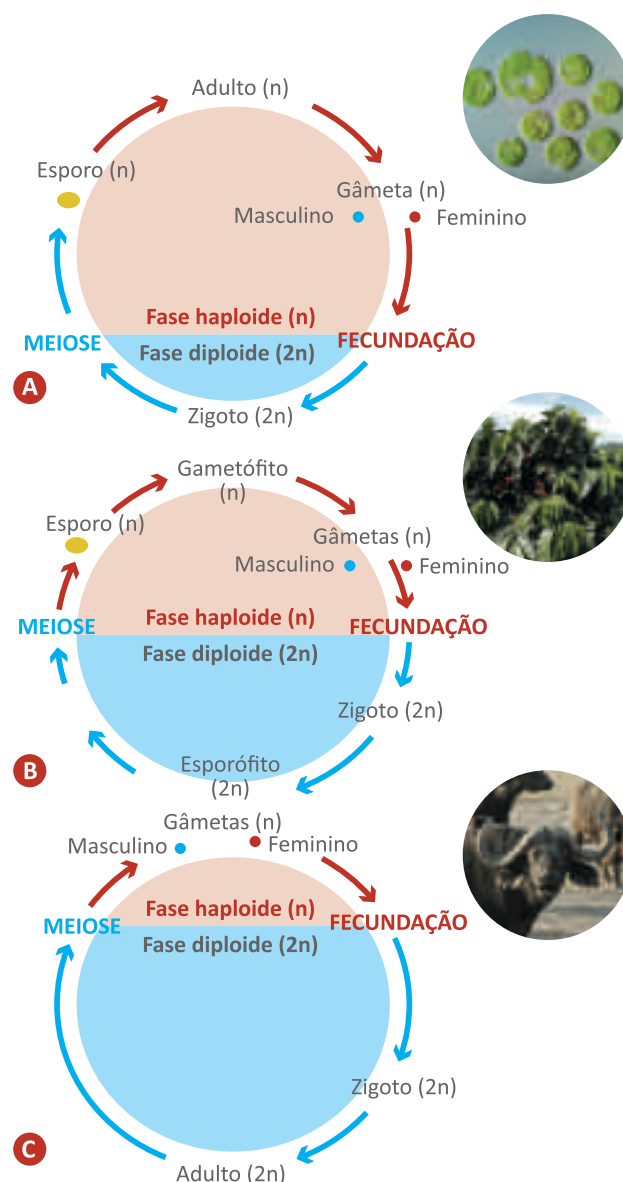 Adulto (n)
Esporo (n)
Gâmeta (n)
Masculino
Feminino
Fase haploide (n)
MEIOSE
FECUNDAÇÃO
Fase diploide (2n)
A
Zigoto (2n)
Gametófito
(n)
Esporo (n)
Gâmetas (n)
Masculino
Feminino
Fase haploide (n)
MEIOSE
FECUNDAÇÃO
Fase diploide (2n)
Zigoto (2n)
B
Esporófito
(2n)
Gâmetas (n)
Masculino
Feminino
Fase haploide (n)
MEIOSE
FECUNDAÇÃO
Fase diploide (2n)
Zigoto (2n)
C
Adulto (2n)